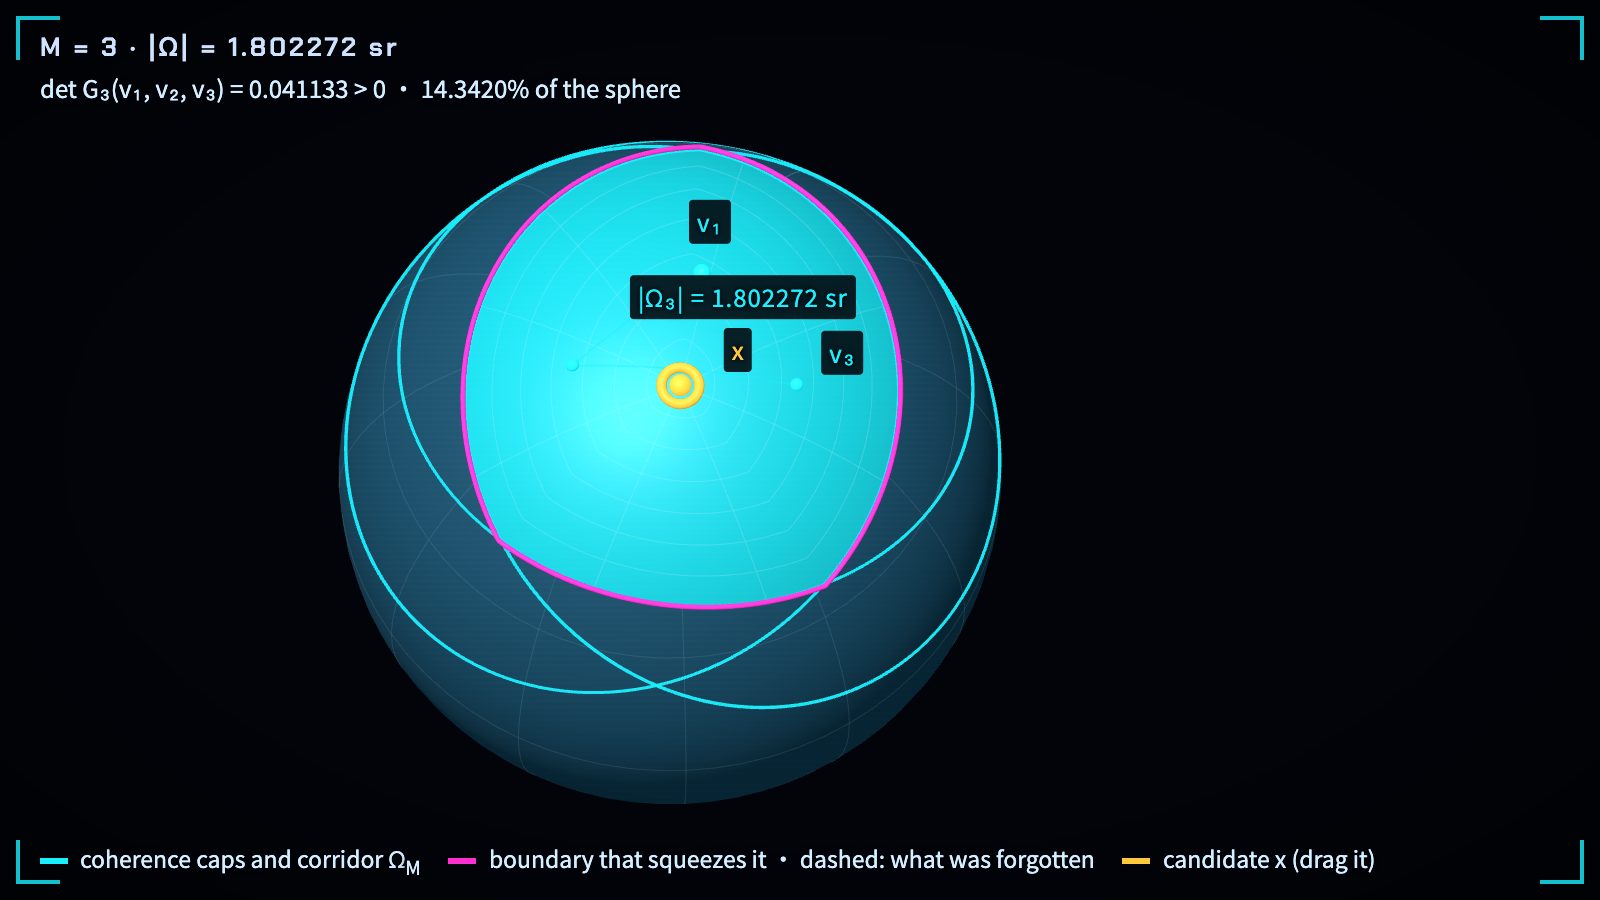 M = 3 · |Ω| = 1.802272 sr
det G₃(v₁, v₂, v₃) = 0.041133 > 0 • 14.3420% of the sphere
v₁
|Ω₃| = 1.802272 sr
x
v₃
coherence caps and corridor Ω_M
boundary that squeezes it • dashed: what was forgotten
candidate x (drag it)